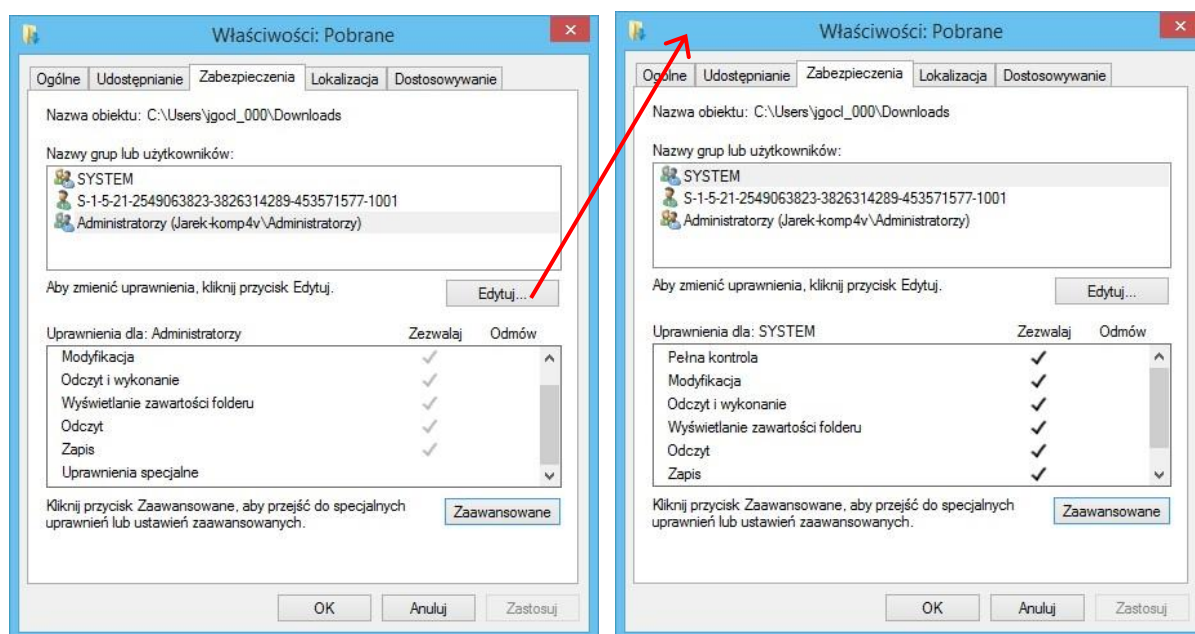 Właściwości: Pobrane
Ogólne Udostępnianie Zabezpieczenia Lokalizacja Dostosowywanie
Nazwa obiektu: C:\Users\jgocl_000\Downloads
Nazwy grup lub użytkowników:
SYSTEM
S-1-5-21-2549063823-3826314289-453571577-1001
Administratorzy (Jarek-komp4v\Administratorzy)
Aby zmienić uprawnienia, kliknij przycisk Edytuj.
Edytuj...
Uprawnienia dla: Administratorzy Zezwalaj Odmów
Modyfikacja
Odczyt i wykonanie
Wyświetlanie zawartości folderu
Odczyt
Zapis
Uprawnienia specjalne
Kliknij przycisk Zaawansowane, aby przejść do specjalnych
uprawnień lub ustawień zaawansowanych.
Zaawansowane
OK Anuluj Zastosuj
Właściwości: Pobrane
Ogólne Udostępnianie Zabezpieczenia Lokalizacja Dostosowywanie
Nazwa obiektu: C:\Users\jgocl_000\Downloads
Nazwy grup lub użytkowników:
SYSTEM
S-1-5-21-2549063823-3826314289-453571577-1001
Administratorzy (Jarek-komp4v\Administratorzy)
Aby zmienić uprawnienia, kliknij przycisk Edytuj.
Edytuj...
Uprawnienia dla: SYSTEM Zezwalaj Odmów
Pełna kontrola
Modyfikacja
Odczyt i wykonanie
Wyświetlanie zawartości folderu
Odczyt
Zapis
Kliknij przycisk Zaawansowane, aby przejść do specjalnych
uprawnień lub ustawień zaawansowanych.
Zaawansowane
OK Anuluj Zastosuj